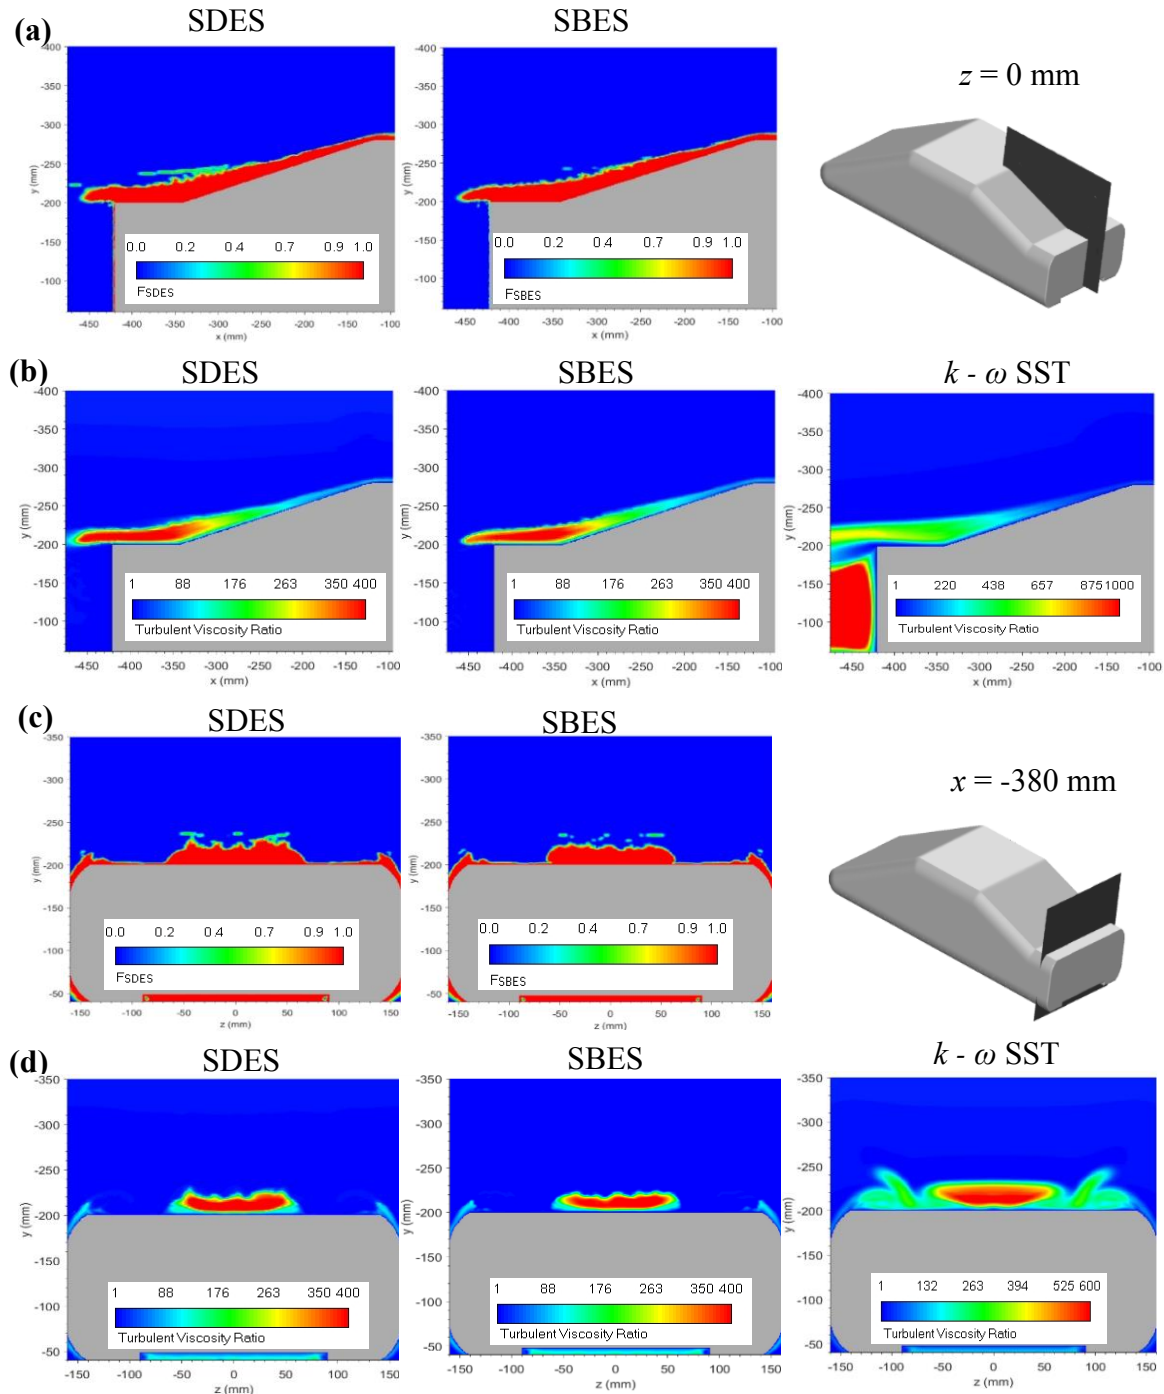 (a) SDES SBES
z = 0 mm
-400 -350 -300 -250 -200 -150 -100
y (mm)
0.0 0.2 0.4 0.7 0.9 1.0
FSDES
-450 -400 -350 -300 -250 -200 -150 -100
x (mm)
-400 -350 -300 -250 -200 -150 -100
y (mm)
0.0 0.2 0.4 0.7 0.9 1.0
FSBES
-450 -400 -350 -300 -250 -200 -150 -100
x (mm)
(b) SDES SBES k - ω SST
-400 -350 -300 -250 -200 -150 -100
y (mm)
1 88 176 263 350 400
Turbulent Viscosity Ratio
-450 -400 -350 -300 -250 -200 -150 -100
x (mm)
-400 -350 -300 -250 -200 -150 -100
y (mm)
1 88 176 263 350 400
Turbulent Viscosity Ratio
-450 -400 -350 -300 -250 -200 -150 -100
x (mm)
-400 -350 -300 -250 -200 -150 -100
y (mm)
1 220 438 657 875 1000
Turbulent Viscosity Ratio
-450 -400 -350 -300 -250 -200 -150 -100
x (mm)
(c) SDES SBES
x = -380 mm
-350 -300 -250 -200 -150 -100 -50
y (mm)
0.0 0.2 0.4 0.7 0.9 1.0
FSDES
-150 -100 -50 0 50 100 150
z (mm)
-350 -300 -250 -200 -150 -100 -50
y (mm)
0.0 0.2 0.4 0.7 0.9 1.0
FSBES
-150 -100 -50 0 50 100 150
z (mm)
(d) SDES SBES k - ω SST
-350 -300 -250 -200 -150 -100 -50
y (mm)
1 88 176 263 350 400
Turbulent Viscosity Ratio
-150 -100 -50 0 50 100 150
z (mm)
-350 -300 -250 -200 -150 -100 -50
y (mm)
1 88 176 263 350 400
Turbulent Viscosity Ratio
-150 -100 -50 0 50 100 150
z (mm)
-350 -300 -250 -200 -150 -100 -50
y (mm)
1 132 263 394 525 600
Turbulent Viscosity Ratio
-150 -100 -50 0 50 100 150
z (mm)